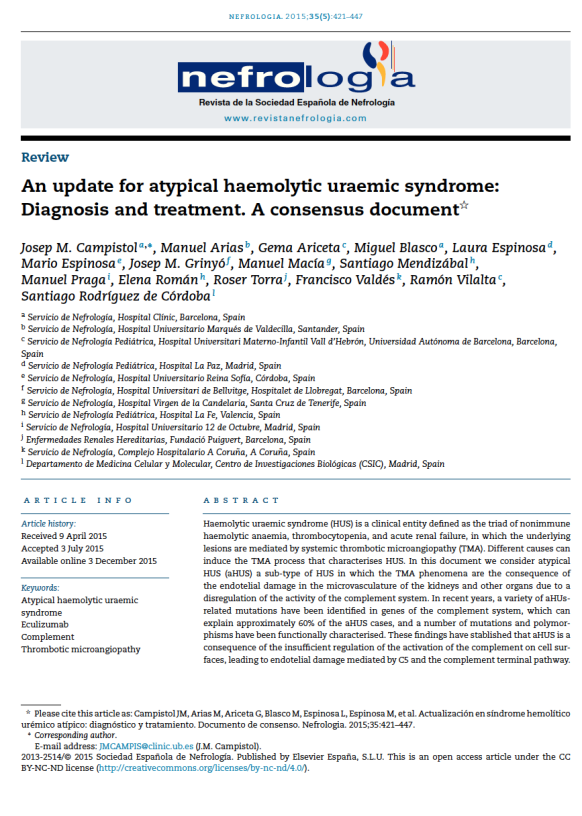 NEFROLOGIA. 2015;35(5):421–447
nefrología
Revista de la Sociedad Española de Nefrología
www.revistanefrologia.com
Review
An update for atypical haemolytic uraemic syndrome:
Diagnosis and treatment. A consensus document☆
Josep M. Campistol a,*, Manuel Arias b, Gema Ariceta c, Miguel Blasco a, Laura Espinosa d,
Mario Espinosa e, Josep M. Grinyó f, Manuel Macía g, Santiago Mendizábal h,
Manuel Praga i, Elena Román h, Roser Torra j, Francisco Valdés k, Ramón Vilalta c,
Santiago Rodríguez de Córdoba l
a Servicio de Nefrología, Hospital Clínic, Barcelona, Spain
b Servicio de Nefrología, Hospital Universitario Marqués de Valdecilla, Santander, Spain
c Servicio de Nefrología Pediátrica, Hospital Universitari Materno-Infantil Vall d'Hebrón, Universidad Autónoma de Barcelona, Barcelona,
Spain
d Servicio de Nefrología Pediátrica, Hospital La Paz, Madrid, Spain
e Servicio de Nefrología, Hospital Universitario Reina Sofía, Córdoba, Spain
f Servicio de Nefrología, Hospital Universitari de Bellvitge, Hospitalet de Llobregat, Barcelona, Spain
g Servicio de Nefrología, Hospital Virgen de la Candelaria, Santa Cruz de Tenerife, Spain
h Servicio de Nefrología Pediátrica, Hospital La Fe, Valencia, Spain
i Servicio de Nefrología, Hospital Universitario 12 de Octubre, Madrid, Spain
j Enfermedades Renales Hereditarias, Fundació Puigvert, Barcelona, Spain
k Servicio de Nefrología, Complejo Hospitalario A Coruña, A Coruña, Spain
l Departamento de Medicina Celular y Molecular, Centro de Investigaciones Biológicas (CSIC), Madrid, Spain
ARTICLE INFO
Article history:
Received 9 April 2015
Accepted 3 July 2015
Available online 3 December 2015
Keywords:
Atypical haemolytic uraemic
syndrome
Eculizumab
Complement
Thrombotic microangiopathy
ABSTRACT
Haemolytic uraemic syndrome (HUS) is a clinical entity defined as the triad of nonimmune
haemolytic anaemia, thrombocytopenia, and acute renal failure, in which the underlying
lesions are mediated by systemic thrombotic microangiopathy (TMA). Different causes can
induce the TMA process that characterises HUS. In this document we consider atypical
HUS (aHUS) a sub-type of HUS in which the TMA phenomena are the consequence of
the endotelial damage in the microvasculature of the kidneys and other organs due to a
disregulation of the activity of the complement system. In recent years, a variety of aHUs-
related mutations have been identified in genes of the complement system, which can
explain approximately 60% of the aHUS cases, and a number of mutations and polymor-
phisms have been functionally characterised. These findings have stablished that aHUS is a
consequence of the insufficient regulation of the activation of the complement on cell sur-
faces, leading to endotelial damage mediated by C5 and the complement terminal pathway.
☆ Please cite this article as: Campistol JM, Arias M, Ariceta G, Blasco M, Espinosa L, Espinosa M, et al. Actualización en síndrome hemolítico
urémico atípico: diagnóstico y tratamiento. Documento de consenso. Nefrologia. 2015;35:421–447.
* Corresponding author.
E-mail address: JMCAMPIS@clinic.ub.es (J.M. Campistol).
2013-2514/© 2015 Sociedad Española de Nefrología. Published by Elsevier España, S.L.U. This is an open access article under the CC
BY-NC-ND license (http://creativecommons.org/licenses/by-nc-nd/4.0/).